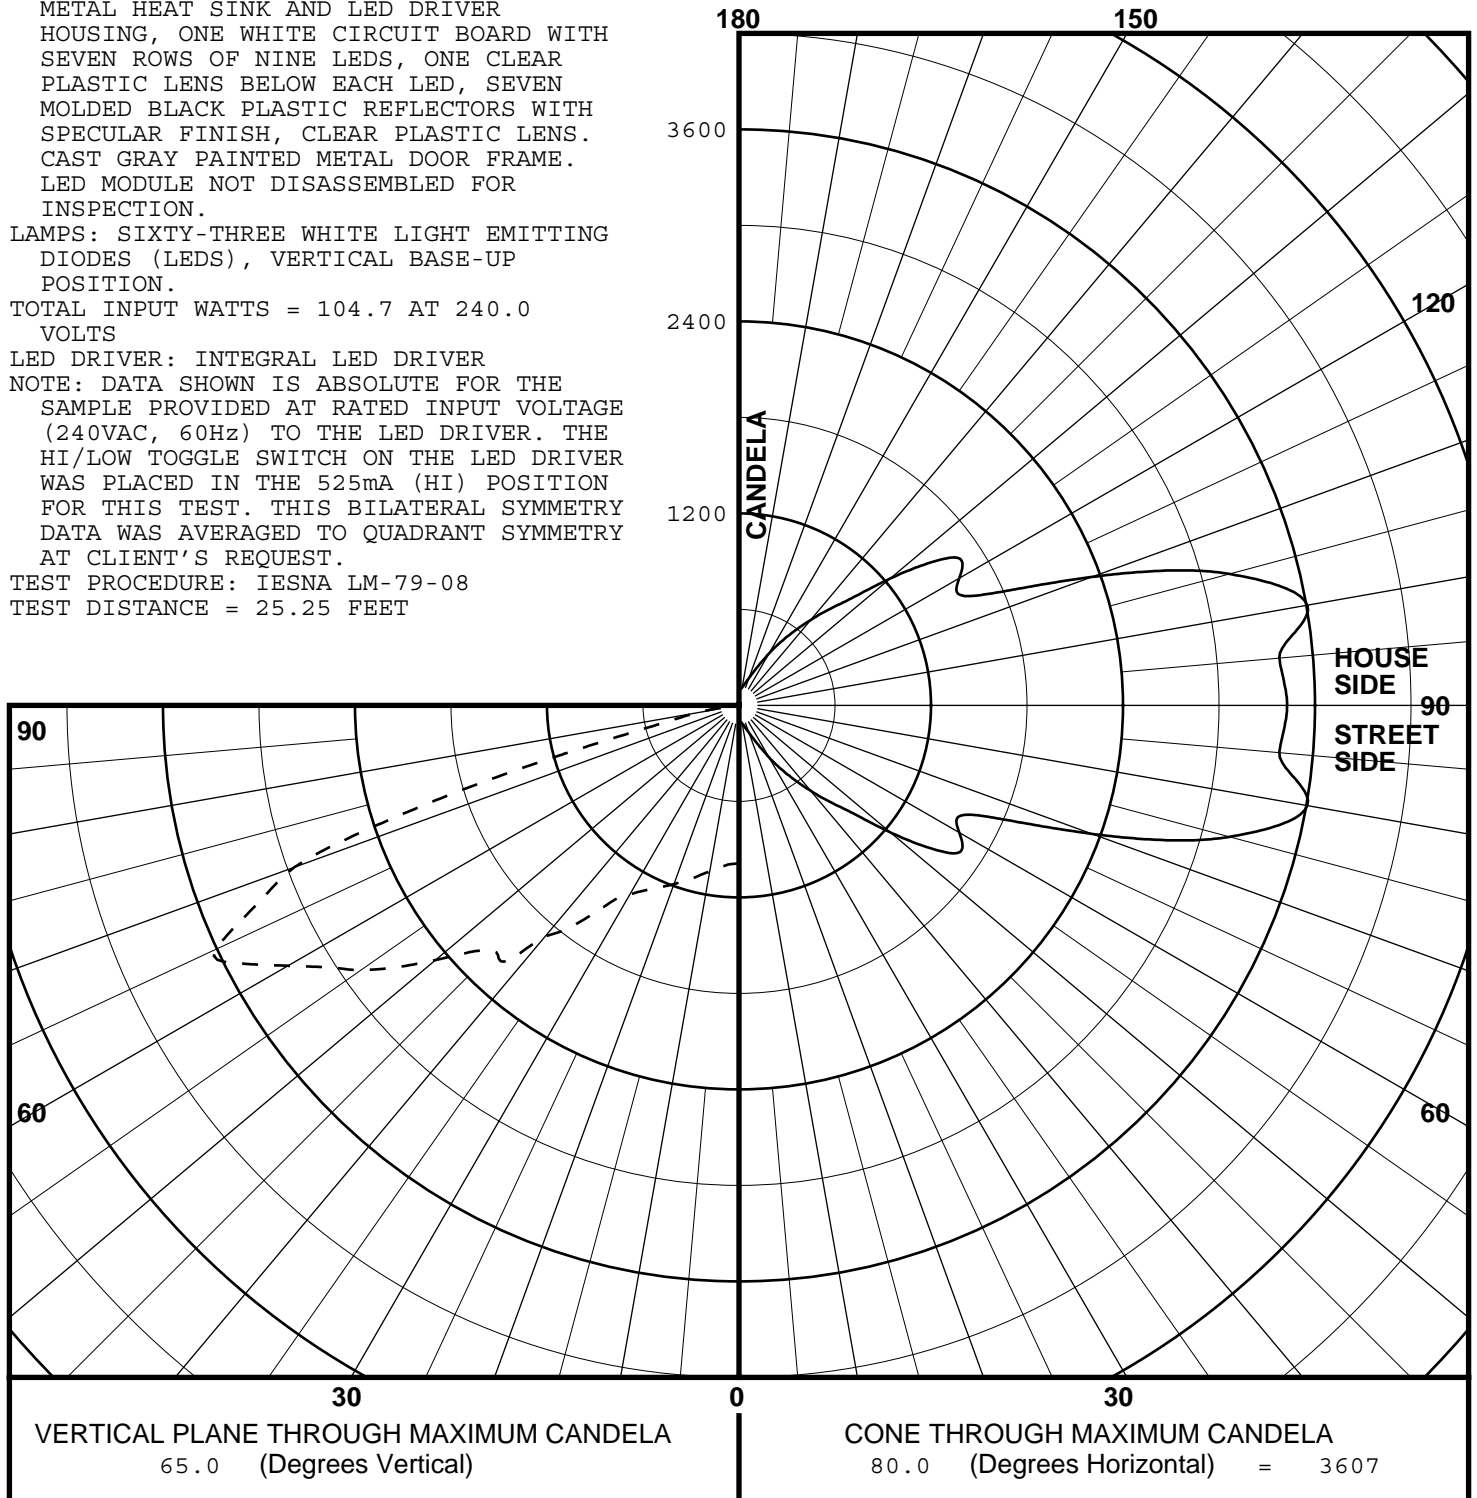 METAL HEAT SINK AND LED DRIVER
HOUSING, ONE WHITE CIRCUIT BOARD WITH
SEVEN ROWS OF NINE LEDS, ONE CLEAR
PLASTIC LENS BELOW EACH LED, SEVEN
MOLDED BLACK PLASTIC REFLECTORS WITH
SPECULAR FINISH, CLEAR PLASTIC LENS.
CAST GRAY PAINTED METAL DOOR FRAME.
LED MODULE NOT DISASSEMBLED FOR
INSPECTION.
LAMPS: SIXTY-THREE WHITE LIGHT EMITTING
DIODES (LEDS), VERTICAL BASE-UP
POSITION.
TOTAL INPUT WATTS = 104.7 AT 240.0
VOLTS
LED DRIVER: INTEGRAL LED DRIVER
NOTE: DATA SHOWN IS ABSOLUTE FOR THE
SAMPLE PROVIDED AT RATED INPUT VOLTAGE
(240VAC, 60Hz) TO THE LED DRIVER. THE
HI/LOW TOGGLE SWITCH ON THE LED DRIVER
WAS PLACED IN THE 525mA (HI) POSITION
FOR THIS TEST. THIS BILATERAL SYMMETRY
DATA WAS AVERAGED TO QUADRANT SYMMETRY
AT CLIENT'S REQUEST.
TEST PROCEDURE: IESNA LM-79-08
TEST DISTANCE = 25.25 FEET
180
150
3600
120
2400
CANDELA
1200
HOUSE
SIDE
90
90
STREET
SIDE
60
60
30
0
30
VERTICAL PLANE THROUGH MAXIMUM CANDELA
65.0 (Degrees Vertical)
CONE THROUGH MAXIMUM CANDELA
80.0 (Degrees Horizontal) = 3607